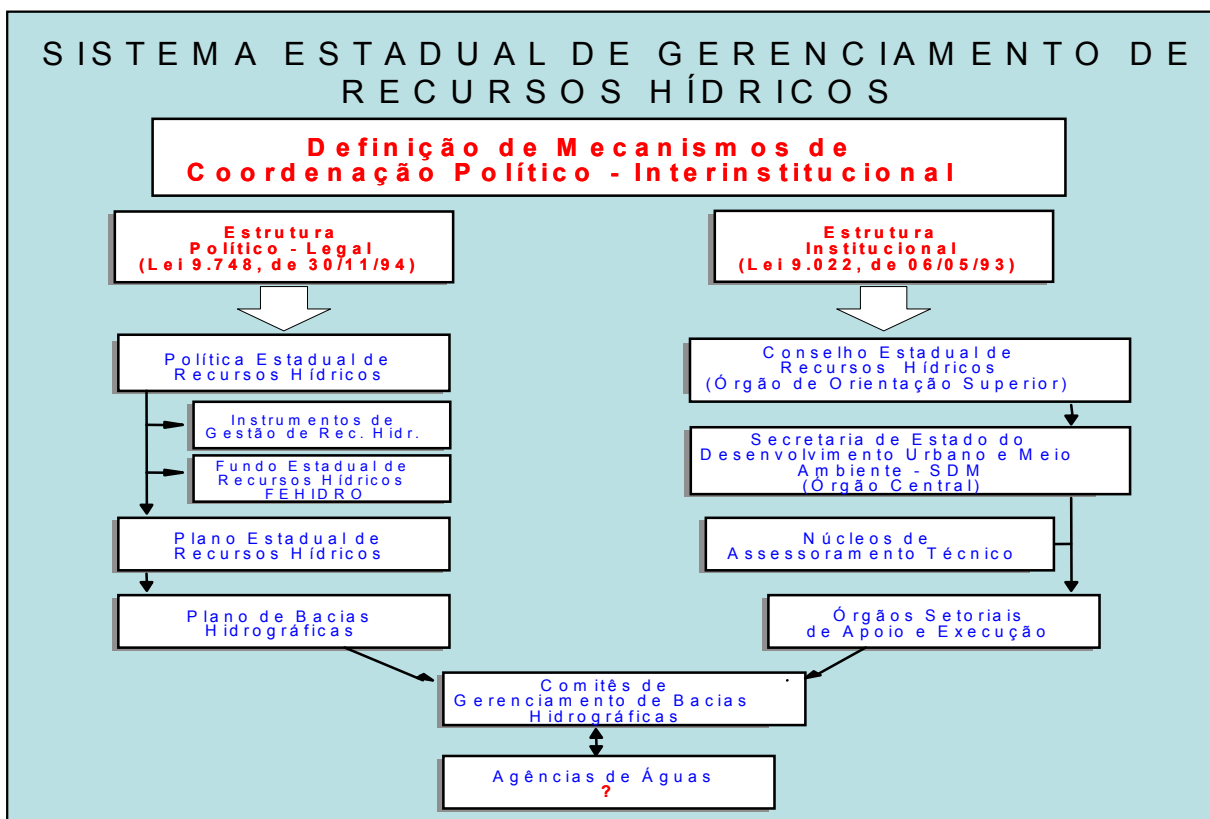 SISTEMA ESTADUAL DE GERENCIAMENTO DE
RECURSOS HÍDRICOS
Definição de Mecanismos de
Coordenação Político - Interinstitucional
Estrutura
Político - Legal
(Lei 9.748, de 30/11/94)
Estrutura
Institucional
(Lei 9.022, de 06/05/93)
Política Estadual de
Recursos Hídricos
Instrumentos de
Gestão de Rec. Hidr.
Fundo Estadual de
Recursos Hídricos
FEHIDRO
Plano Estadual de
Recursos Hídricos
Plano de Bacias
Hidrográficas
Conselho Estadual de
Recursos Hídricos
(Órgão de Orientação Superior)
Secretaria de Estado do
Desenvolvimento Urbano e Meio
Ambiente - SDM
(Órgão Central)
Núcleos de
Assessoramento Técnico
Órgãos Setoriais
de Apoio e Execução
Comitês de
Gerenciamento de Bacias
Hidrográficas
Agências de Águas
?